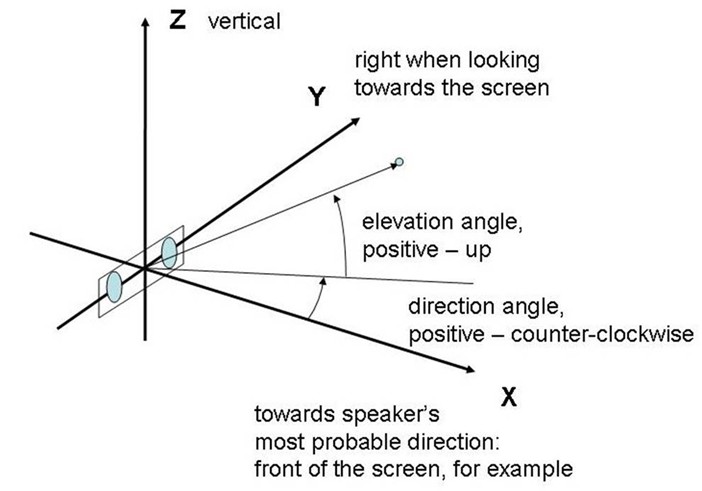 Z vertical
right when looking
towards the screen
Y
elevation angle,
positive – up
direction angle,
positive – counter-clockwise
X
towards speaker's
most probable direction:
front of the screen, for example